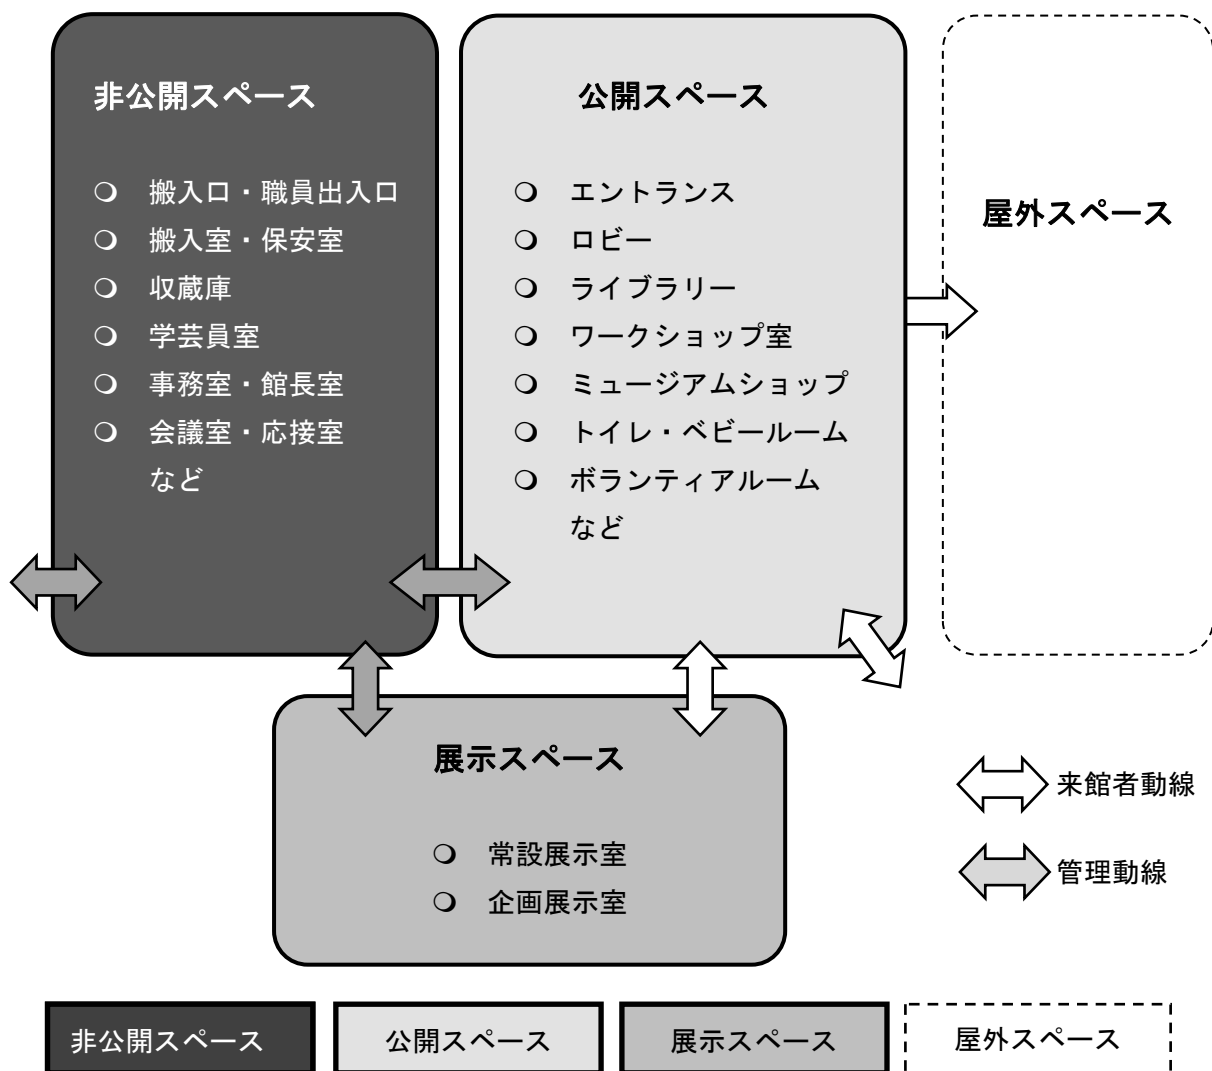 非公開スペース
○ 搬入口・職員出入口
○ 搬入室・保安室
○ 収蔵庫
○ 学芸員室
○ 事務室・館長室
○ 会議室・応接室
など
公開スペース
○ エントランス
○ ロビー
○ ライブラリー
○ ワークショップ室
○ ミュージアムショップ
○ トイレ・ベビールーム
○ ボランティアルーム
など
屋外スペース
展示スペース
○ 常設展示室
○ 企画展示室
来館者動線
管理動線
非公開スペース
公開スペース
展示スペース
屋外スペース